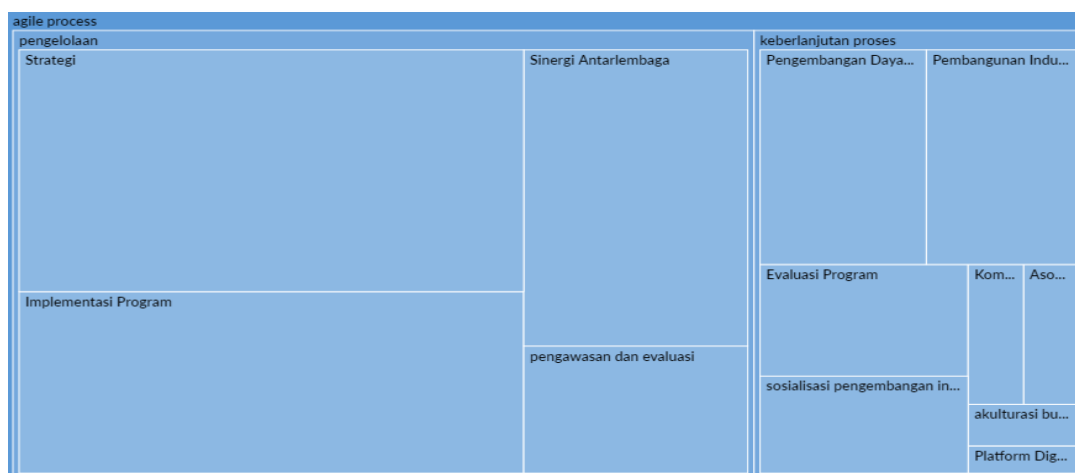 agile process
pengelolaan
keberlanjutan proses
Strategi
Sinergi Antarlembaga
Pengembangan Daya...
Pembangunan Indu...
Evaluasi Program
Kom...
Aso...
Implementasi Program
pengawasan dan evaluasi
sosialisasi pengembangan in...
akulturasi bu...
Platform Dig...